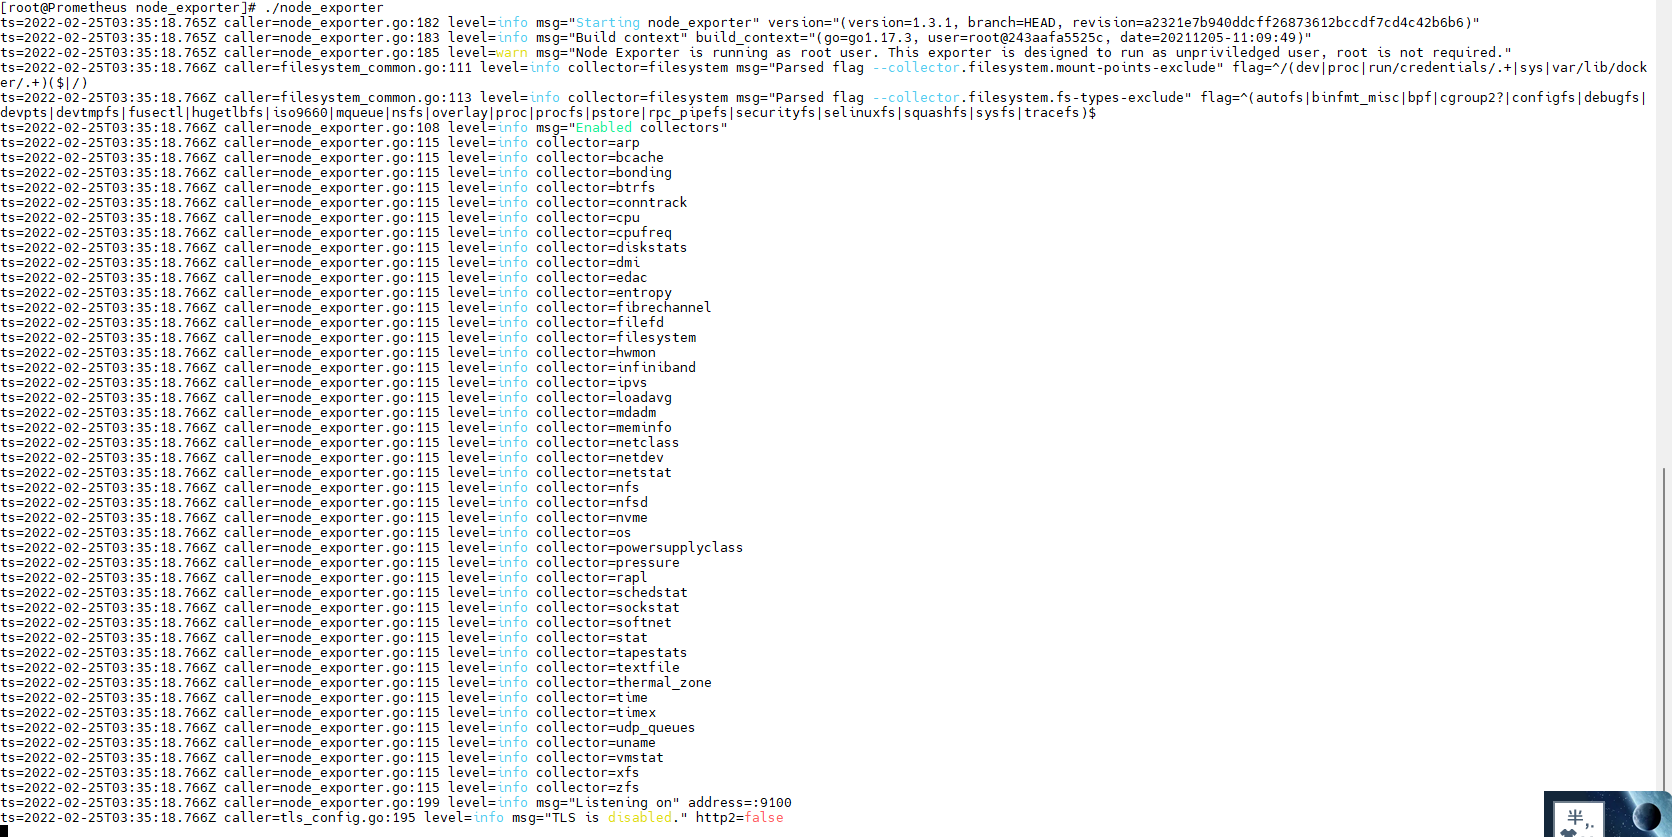 [root@Prometheus node_exporter]# ./node_exporter
ts=2022-02-25T03:35:18.765Z caller=node_exporter.go:182 level=info msg="Starting node_exporter" version="(version=1.3.1, branch=HEAD, revision=a2321e7b940ddcff26873612bccdf7cd4c42b6b6)"
ts=2022-02-25T03:35:18.765Z caller=node_exporter.go:183 level=info msg="Build context" build_context="(go=go1.17.3, user=root@243aafa5525c, date=20211205-11:09:49)"
ts=2022-02-25T03:35:18.765Z caller=node_exporter.go:185 level=warn msg="Node Exporter is running as root user. This exporter is designed to run as unpriviledged user, root is not required."
ts=2022-02-25T03:35:18.766Z caller=filesystem_common.go:111 level=info collector=filesystem msg="Parsed flag --collector.filesystem.mount-points-exclude" flag=^/(dev|proc|run/credentials/.+|sys|var/lib/dock
er/.+)($|/)
ts=2022-02-25T03:35:18.766Z caller=filesystem_common.go:113 level=info collector=filesystem msg="Parsed flag --collector.filesystem.fs-types-exclude" flag=^(autofs|binfmt_misc|bpf|cgroup2?|configfs|debugfs|
devpts|devtmpfs|fusectl|hugetlbfs|iso9660|mqueue|nsfs|overlay|proc|procfs|pstore|rpc_pipefs|securityfs|selinuxfs|squashfs|sysfs|tracefs)$
ts=2022-02-25T03:35:18.766Z caller=node_exporter.go:108 level=info msg="Enabled collectors"
ts=2022-02-25T03:35:18.766Z caller=node_exporter.go:115 level=info collector=arp
ts=2022-02-25T03:35:18.766Z caller=node_exporter.go:115 level=info collector=bcache
ts=2022-02-25T03:35:18.766Z caller=node_exporter.go:115 level=info collector=bonding
ts=2022-02-25T03:35:18.766Z caller=node_exporter.go:115 level=info collector=btrfs
ts=2022-02-25T03:35:18.766Z caller=node_exporter.go:115 level=info collector=conntrack
ts=2022-02-25T03:35:18.766Z caller=node_exporter.go:115 level=info collector=cpu
ts=2022-02-25T03:35:18.766Z caller=node_exporter.go:115 level=info collector=cpufreq
ts=2022-02-25T03:35:18.766Z caller=node_exporter.go:115 level=info collector=diskstats
ts=2022-02-25T03:35:18.766Z caller=node_exporter.go:115 level=info collector=dmi
ts=2022-02-25T03:35:18.766Z caller=node_exporter.go:115 level=info collector=edac
ts=2022-02-25T03:35:18.766Z caller=node_exporter.go:115 level=info collector=entropy
ts=2022-02-25T03:35:18.766Z caller=node_exporter.go:115 level=info collector=fibrechannel
ts=2022-02-25T03:35:18.766Z caller=node_exporter.go:115 level=info collector=filefd
ts=2022-02-25T03:35:18.766Z caller=node_exporter.go:115 level=info collector=filesystem
ts=2022-02-25T03:35:18.766Z caller=node_exporter.go:115 level=info collector=hwmon
ts=2022-02-25T03:35:18.766Z caller=node_exporter.go:115 level=info collector=infiniband
ts=2022-02-25T03:35:18.766Z caller=node_exporter.go:115 level=info collector=ipvs
ts=2022-02-25T03:35:18.766Z caller=node_exporter.go:115 level=info collector=loadavg
ts=2022-02-25T03:35:18.766Z caller=node_exporter.go:115 level=info collector=mdadm
ts=2022-02-25T03:35:18.766Z caller=node_exporter.go:115 level=info collector=meminfo
ts=2022-02-25T03:35:18.766Z caller=node_exporter.go:115 level=info collector=netclass
ts=2022-02-25T03:35:18.766Z caller=node_exporter.go:115 level=info collector=netdev
ts=2022-02-25T03:35:18.766Z caller=node_exporter.go:115 level=info collector=netstat
ts=2022-02-25T03:35:18.766Z caller=node_exporter.go:115 level=info collector=nfs
ts=2022-02-25T03:35:18.766Z caller=node_exporter.go:115 level=info collector=nfsd
ts=2022-02-25T03:35:18.766Z caller=node_exporter.go:115 level=info collector=nvme
ts=2022-02-25T03:35:18.766Z caller=node_exporter.go:115 level=info collector=os
ts=2022-02-25T03:35:18.766Z caller=node_exporter.go:115 level=info collector=powersupplyclass
ts=2022-02-25T03:35:18.766Z caller=node_exporter.go:115 level=info collector=pressure
ts=2022-02-25T03:35:18.766Z caller=node_exporter.go:115 level=info collector=rapl
ts=2022-02-25T03:35:18.766Z caller=node_exporter.go:115 level=info collector=schedstat
ts=2022-02-25T03:35:18.766Z caller=node_exporter.go:115 level=info collector=sockstat
ts=2022-02-25T03:35:18.766Z caller=node_exporter.go:115 level=info collector=softnet
ts=2022-02-25T03:35:18.766Z caller=node_exporter.go:115 level=info collector=stat
ts=2022-02-25T03:35:18.766Z caller=node_exporter.go:115 level=info collector=tapestats
ts=2022-02-25T03:35:18.766Z caller=node_exporter.go:115 level=info collector=textfile
ts=2022-02-25T03:35:18.766Z caller=node_exporter.go:115 level=info collector=thermal_zone
ts=2022-02-25T03:35:18.766Z caller=node_exporter.go:115 level=info collector=time
ts=2022-02-25T03:35:18.766Z caller=node_exporter.go:115 level=info collector=timex
ts=2022-02-25T03:35:18.766Z caller=node_exporter.go:115 level=info collector=udp_queues
ts=2022-02-25T03:35:18.766Z caller=node_exporter.go:115 level=info collector=uname
ts=2022-02-25T03:35:18.766Z caller=node_exporter.go:115 level=info collector=vmstat
ts=2022-02-25T03:35:18.766Z caller=node_exporter.go:115 level=info collector=xfs
ts=2022-02-25T03:35:18.766Z caller=node_exporter.go:115 level=info collector=zfs
ts=2022-02-25T03:35:18.766Z caller=node_exporter.go:199 level=info msg="Listening on" address=:9100
ts=2022-02-25T03:35:18.766Z caller=tls_config.go:195 level=info msg="TLS is disabled." http2=false
半,.